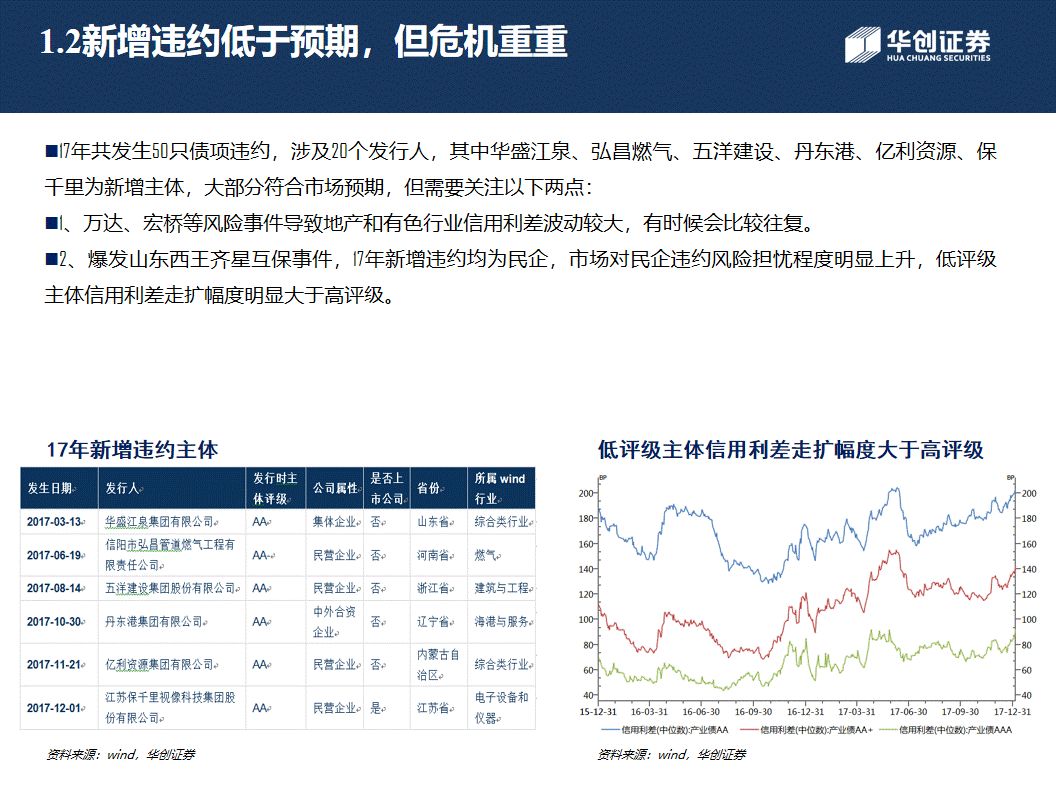 1.2新增违约低于预期，但危机重重
华创证券
HUA CHUANG SECURITIES
■17年共发生50只债项违约，涉及20个发行人，其中华盛江泉、弘昌燃气、五洋建设、丹东港、亿利资源、保
千里为新增主体，大部分符合市场预期，但需要关注以下两点：
■1、万达、宏桥等风险事件导致地产和有色行业信用利差波动较大，有时候会比较往复。
■2、爆发山东西王齐星互保事件，17年新增违约均为民企，市场对民企违约风险担忧程度明显上升，低评级
主体信用利差走扩幅度明显大于高评级。
17年新增违约主体
发生日期 发行人 发行时主体评级 公司属性 是否上市公司 省份 所属 wind 行业
2017-03-13 华盛江泉集团有限公司 AA 集体企业 否 山东省 综合类行业
2017-06-19 信阳市弘昌管道燃气工程有限责任公司 AA- 民营企业 否 河南省 燃气
2017-08-14 五洋建设集团股份有限公司 AA 民营企业 否 浙江省 建筑与工程
2017-10-30 丹东港集团有限公司 AA 中外合资企业 否 辽宁省 海港与服务
2017-11-21 亿利资源集团有限公司 AA 民营企业 否 内蒙古自治区 综合类行业
2017-12-01 江苏保千里视像科技集团股份有限公司 AA 民营企业 是 江苏省 电子设备和仪器
资料来源：wind，华创证券
低评级主体信用利差走扩幅度大于高评级
BP BP
200 200
180 180
160 160
140 140
120 120
100 100
80 80
60 60
40 40
15-12-31 16-03-31 16-06-30 16-09-30 16-12-31 17-03-31 17-06-30 17-09-30 17-12-31
信用利差(中位数):产业债AA 信用利差(中位数):产业债AA+ 信用利差(中位数):产业债AAA
资料来源：wind，华创证券